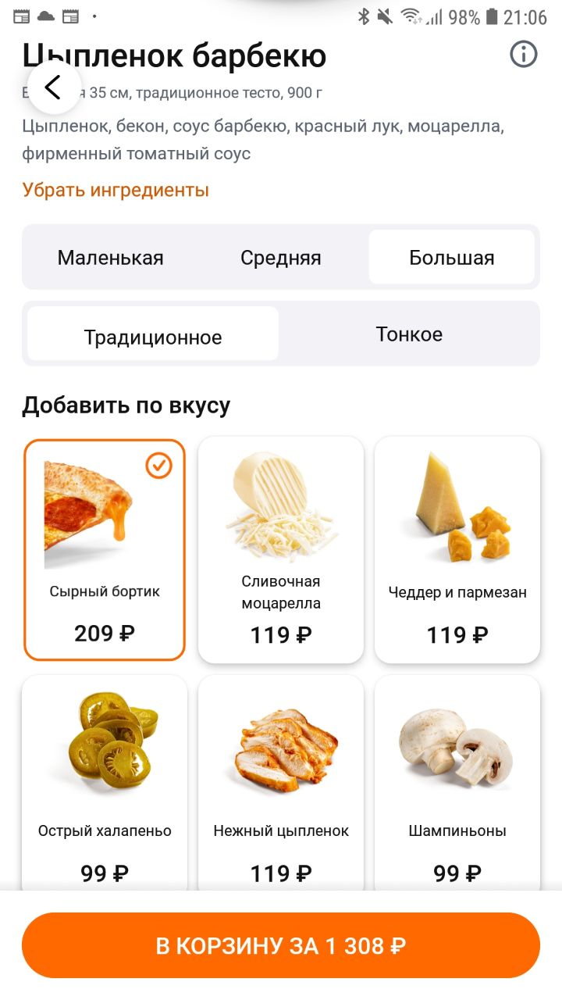 98% 21:06
Цыпленок барбекю
35 см, традиционное тесто, 900 г
Цыпленок, бекон, соус барбекю, красный лук, моцарелла,
фирменный томатный соус
Убрать ингредиенты
Маленькая Средняя Большая
Традиционное Тонкое
Добавить по вкусу
Сырный бортик
209 ₽
Сливочная
моцарелла
119 ₽
Чеддер и пармезан
119 ₽
Острый халапеньо
99 ₽
Нежный цыпленок
119 ₽
Шампиньоны
99 ₽
В КОРЗИНУ ЗА 1 308 ₽